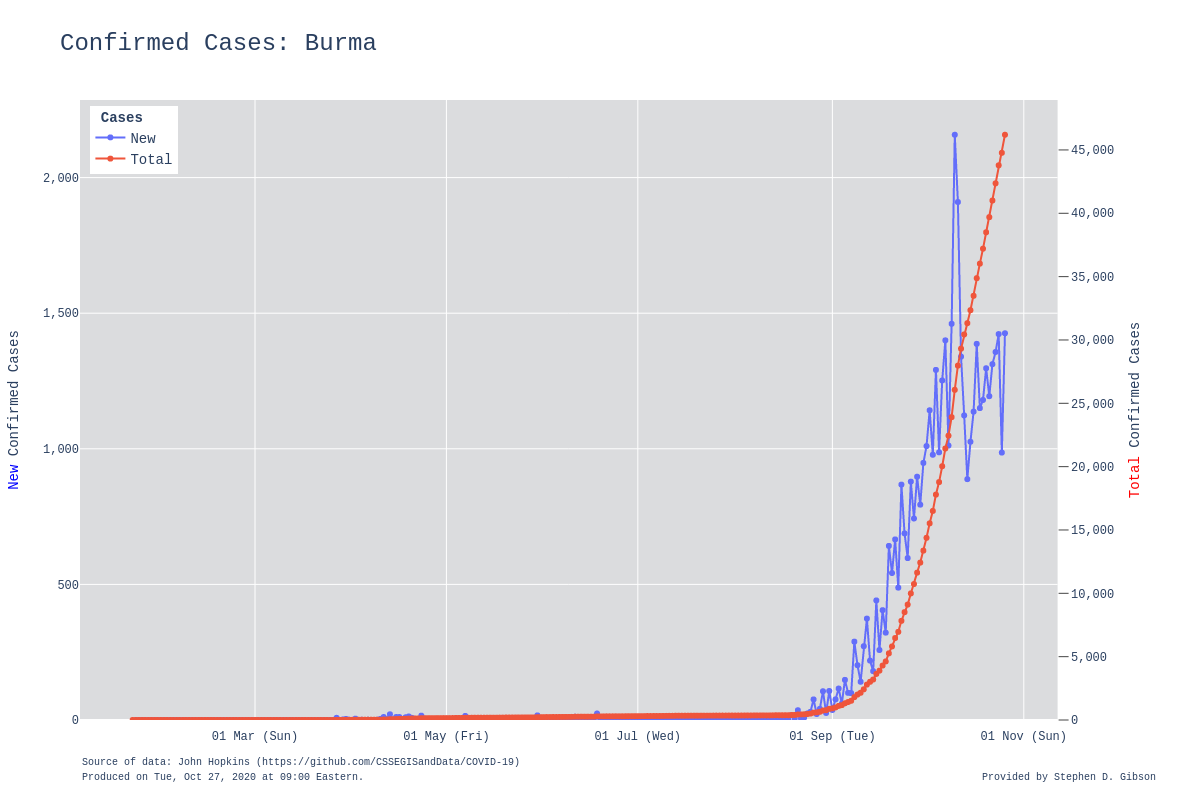 Confirmed Cases: Burma
Cases
New
Total
2,000
1,500
1,000
500
0
New Confirmed Cases
45,000
40,000
35,000
30,000
25,000
20,000
15,000
10,000
5,000
0
Total Confirmed Cases
01 Mar (Sun)
01 May (Fri)
01 Jul (Wed)
01 Sep (Tue)
01 Nov (Sun)
Source of data: John Hopkins (https://github.com/CSSEGISandData/COVID-19)
Produced on Tue, Oct 27, 2020 at 09:00 Eastern.
Provided by Stephen D. Gibson